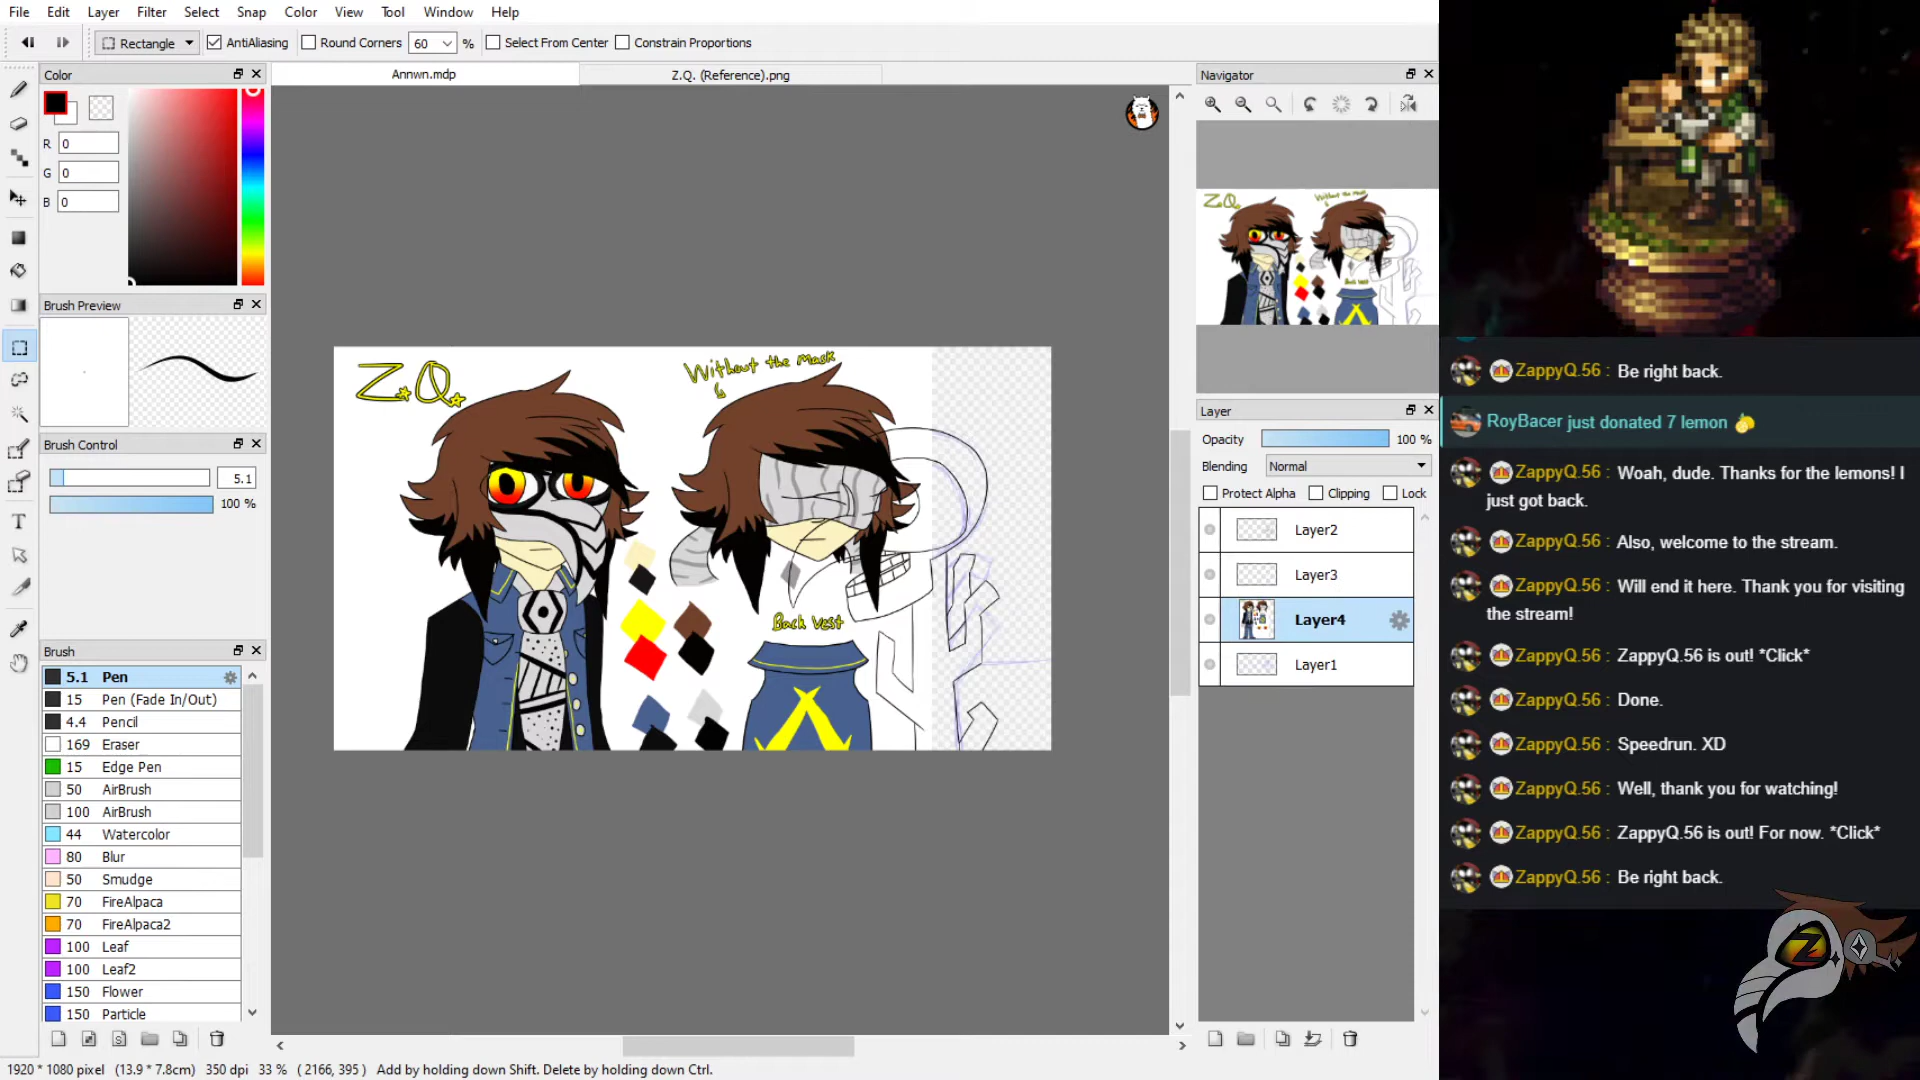 File Edit Layer Filter Select Snap Color View Tool Window Help
Rectangle AntiAliasing Round Corners 60 % Select From Center Constrain Proportions
Color
R 0
G 0
B 0
Brush Preview
Brush Control
5.1
100 %
Brush
5.1 Pen
15 Pen (Fade In/Out)
4.4 Pencil
169 Eraser
15 Edge Pen
50 AirBrush
100 AirBrush
44 Watercolor
80 Blur
50 Smudge
70 FireAlpaca
70 FireAlpaca2
100 Leaf
100 Leaf2
150 Flower
150 Particle
Annwn.mdp Z.Q. (Reference).png
Z.Q.
Without the mask
Back Vest
Navigator
Z.Q.
Without the mask
Back Vest
Layer
Opacity 100 %
Blending Normal
Protect Alpha Clipping Lock
Layer2
Layer3
Layer4
Layer1
1920 * 1080 pixel (13.9 * 7.8cm) 350 dpi 33 % ( 2166, 395 ) Add by holding down Shift. Delete by holding down Ctrl.
ZappyQ.56 : Be right back.
RoyBacer just donated 7 lemon
ZappyQ.56 : Woah, dude. Thanks for the lemons! I
just got back.
ZappyQ.56 : Also, welcome to the stream.
ZappyQ.56 : Will end it here. Thank you for visiting
the stream!
ZappyQ.56 : ZappyQ.56 is out! *Click*
ZappyQ.56 : Done.
ZappyQ.56 : Speedrun. XD
ZappyQ.56 : Well, thank you for watching!
ZappyQ.56 : ZappyQ.56 is out! For now. *Click*
ZappyQ.56 : Be right back.
Z